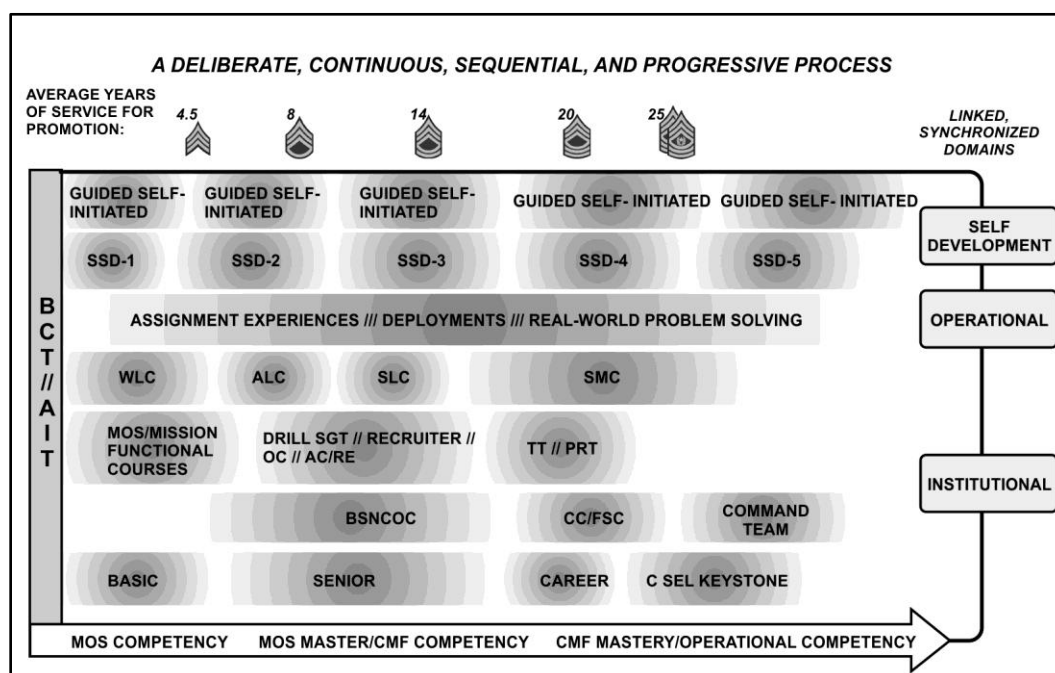 A DELIBERATE, CONTINUOUS, SEQUENTIAL, AND PROGRESSIVE PROCESS
AVERAGE YEARS
OF SERVICE FOR
PROMOTION:
4.5
8
14
20
25
LINKED,
SYNCHRONIZED
DOMAINS
BCT//AIT
GUIDED SELF-
INITIATED
GUIDED SELF-
INITIATED
GUIDED SELF-
INITIATED
GUIDED SELF- INITIATED
GUIDED SELF- INITIATED
SELF
DEVELOPMENT
SSD-1
SSD-2
SSD-3
SSD-4
SSD-5
ASSIGNMENT EXPERIENCES /// DEPLOYMENTS /// REAL-WORLD PROBLEM SOLVING
OPERATIONAL
WLC
ALC
SLC
SMC
MOS/MISSION
FUNCTIONAL
COURSES
DRILL SGT // RECRUITER //
OC // AC/RE
TT // PRT
INSTITUTIONAL
BSNCOC
CC/FSC
COMMAND
TEAM
BASIC
SENIOR
CAREER
C SEL KEYSTONE
MOS COMPETENCY
MOS MASTER/CMF COMPETENCY
CMF MASTERY/OPERATIONAL COMPETENCY